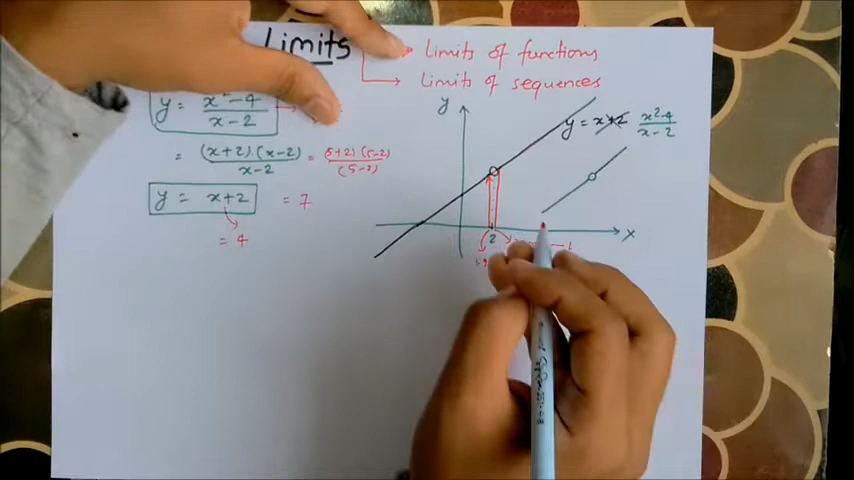 Limits
Limits of functions
Limits of sequences
y = x²-4 / x-2
= (x+2)(x-2) / x-2 = (5+2)(5-2) / (5-2)
y = x+2 = 7
= 4
y
y = x+2 x²-4 / x-2
x
2